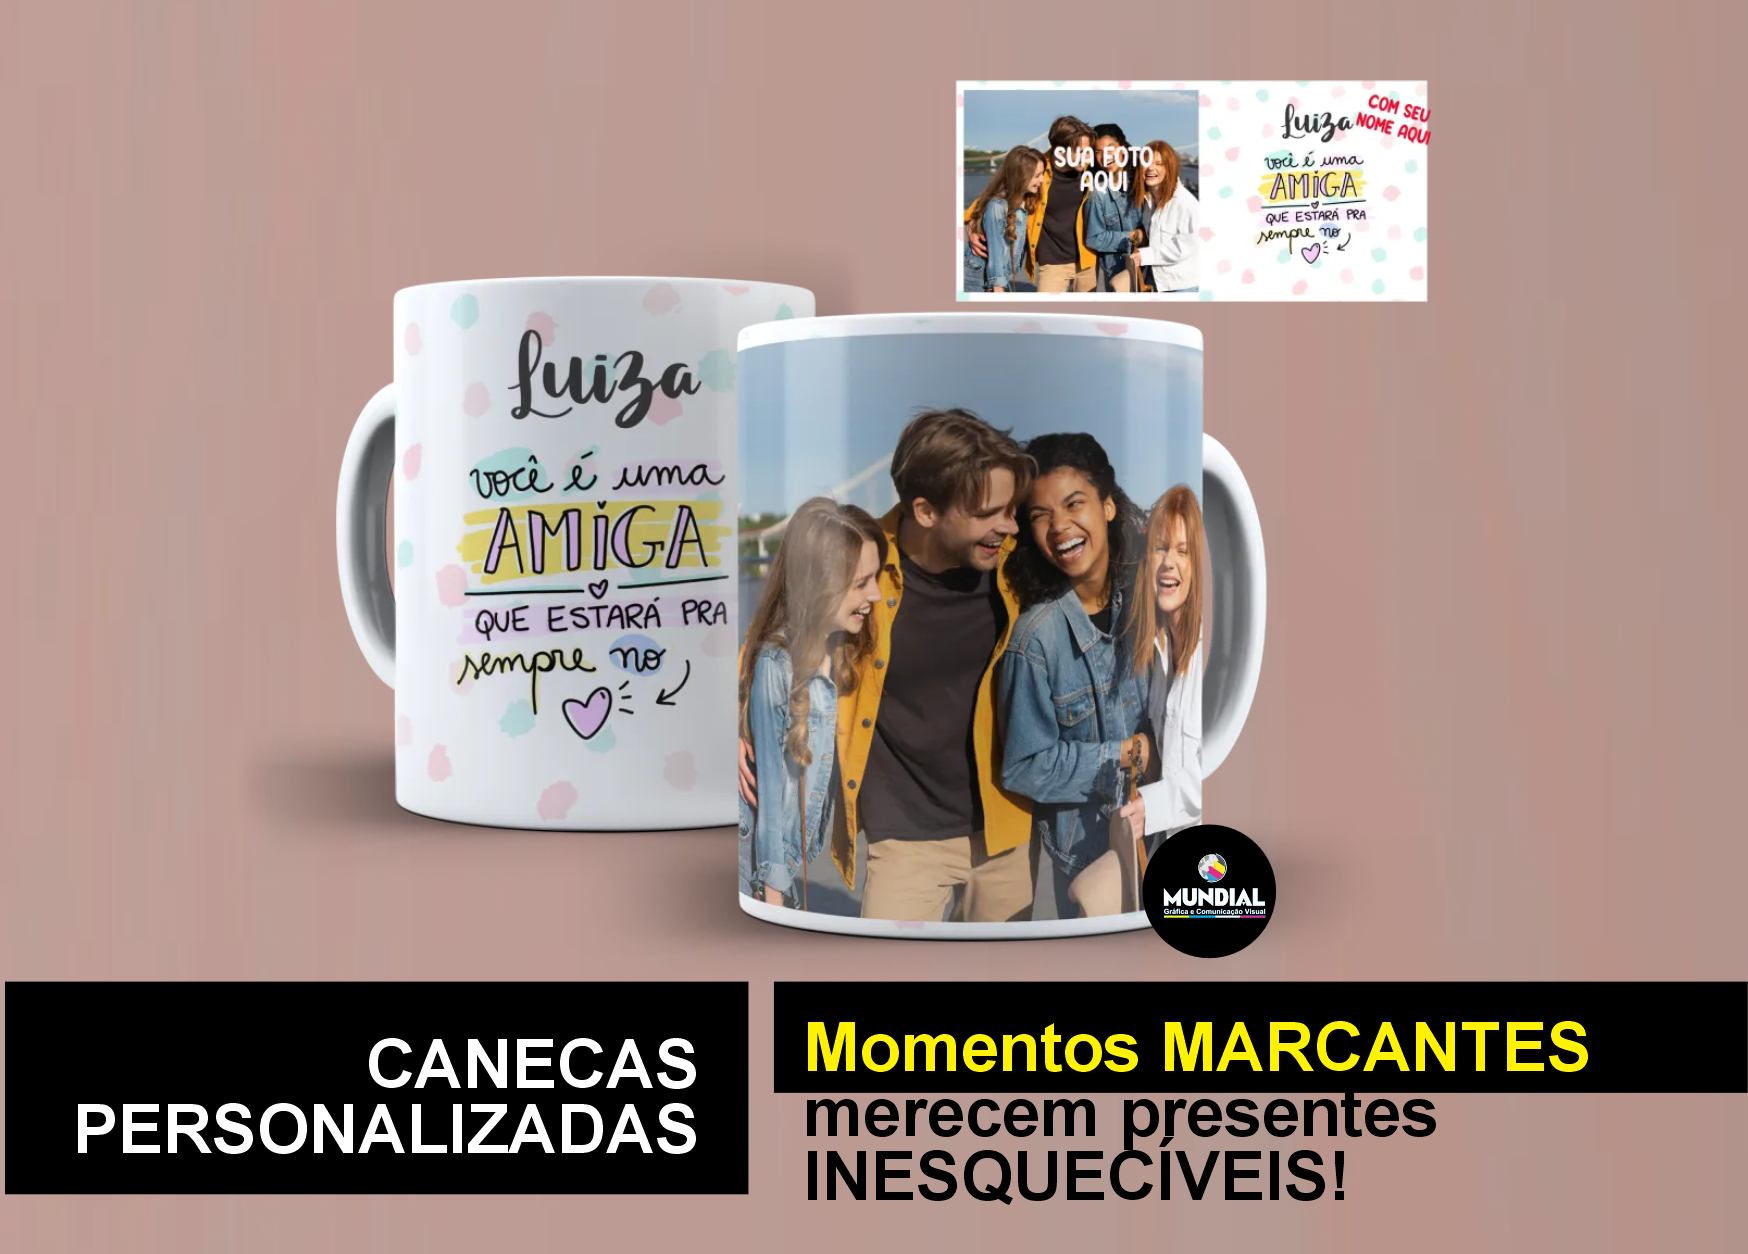 SUA FOTO
AQUI
COM SEU
NOME AQUI
Luiza
você é uma
AMIGA
QUE ESTARÁ PRA
sempre no
Luiza
você é uma
AMIGA
QUE ESTARÁ PRA
sempre no
MUNDIAL
Gráfica e Comunicação Visual
CANECAS
PERSONALIZADAS
Momentos MARCANTES
merecem presentes
INESQUECÍVEIS!